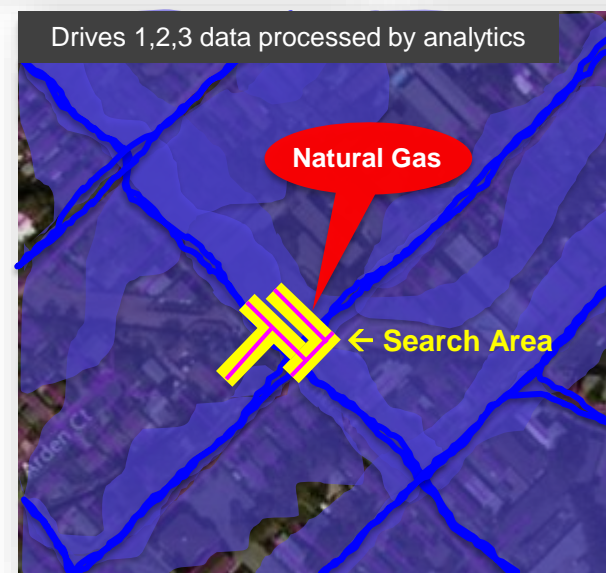 Drives 1,2,3 data processed by analytics
Natural Gas
← Search Area
Arden Ct